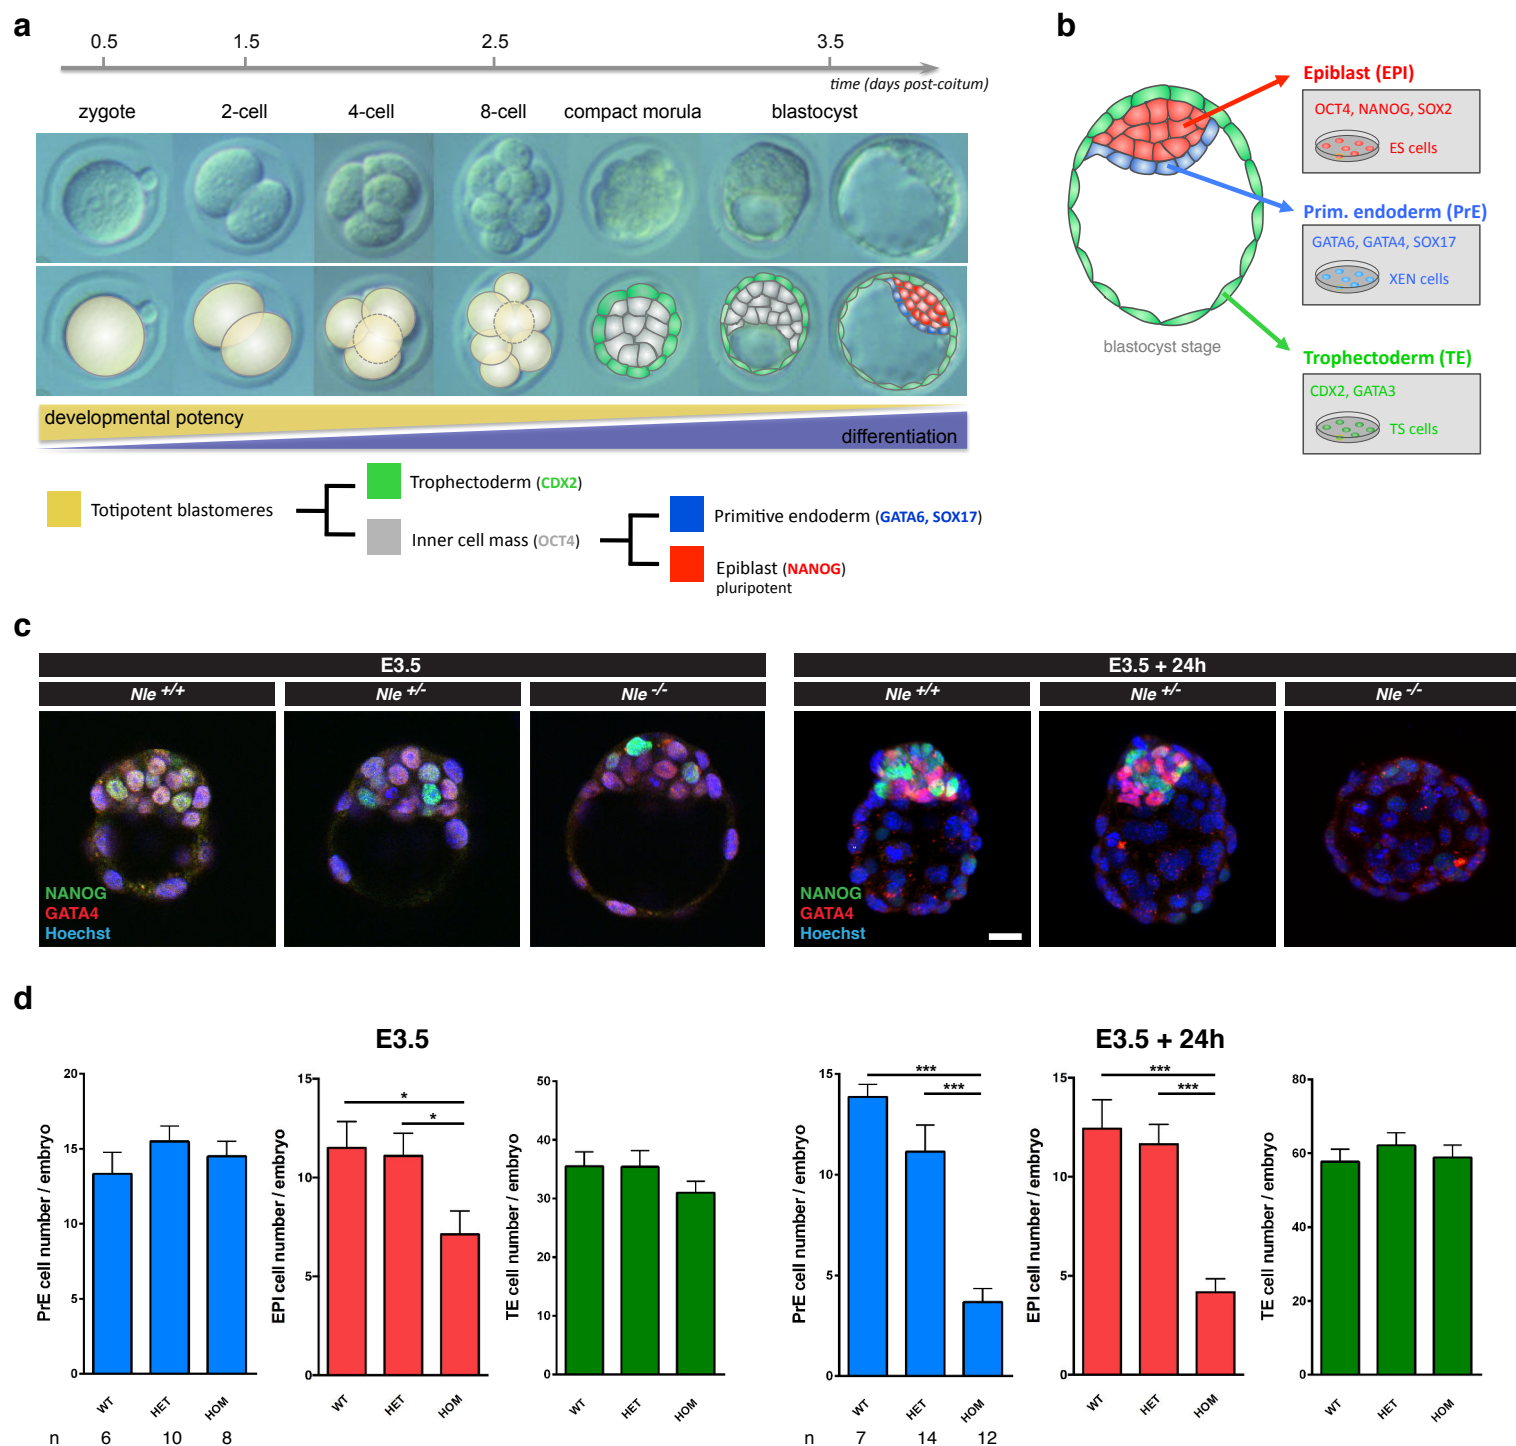 a
0.5 1.5 2.5 3.5
time (days post-coitum)
zygote 2-cell 4-cell 8-cell compact morula blastocyst
developmental potency
differentiation
Totipotent blastomeres
Trophectoderm (CDX2)
Inner cell mass (OCT4)
Primitive endoderm (GATA6, SOX17)
Epiblast (NANOG)
pluripotent
b
Epiblast (EPI)
OCT4, NANOG, SOX2
ES cells
Prim. endoderm (PrE)
GATA6, GATA4, SOX17
XEN cells
blastocyst stage
Trophectoderm (TE)
CDX2, GATA3
TS cells
c
E3.5
Nle +/+ Nle +/- Nle -/-
NANOG
GATA4
Hoechst
E3.5 + 24h
Nle +/+ Nle +/- Nle -/-
NANOG
GATA4
Hoechst
d
E3.5
PrE cell number / embryo
20
15
10
5
0
WT HET HOM
EPI cell number / embryo
15
10
5
0
* 
*
WT HET HOM
TE cell number / embryo
50
40
30
20
10
0
WT HET HOM
n 6 10 8
E3.5 + 24h
PrE cell number / embryo
15
10
5
0
***
***
WT HET HOM
EPI cell number / embryo
15
10
5
0
***
***
WT HET HOM
TE cell number / embryo
80
60
40
20
0
WT HET HOM
n 7 14 12